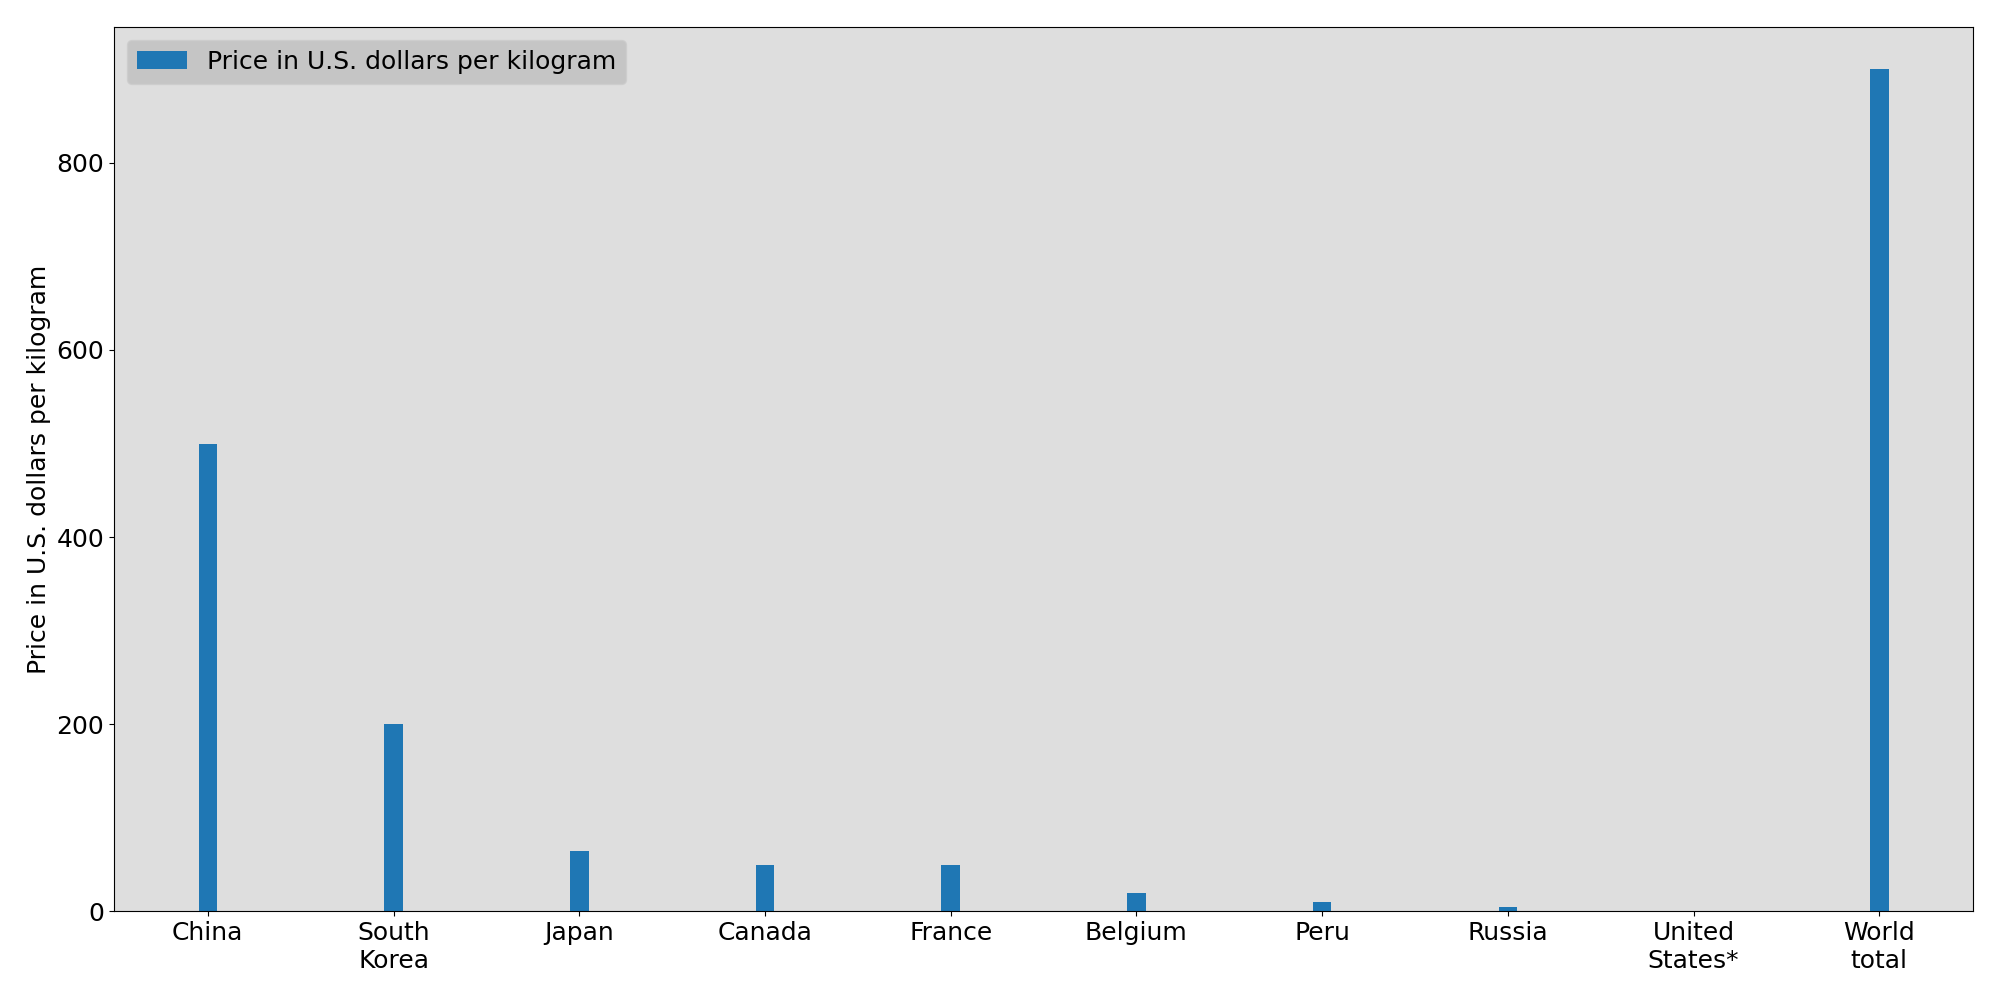 Price in U.S. dollars per kilogram
Price in U.S. dollars per kilogram
800
600
400
200
0
China
South
Korea
Japan
Canada
France
Belgium
Peru
Russia
United
States*
World
total